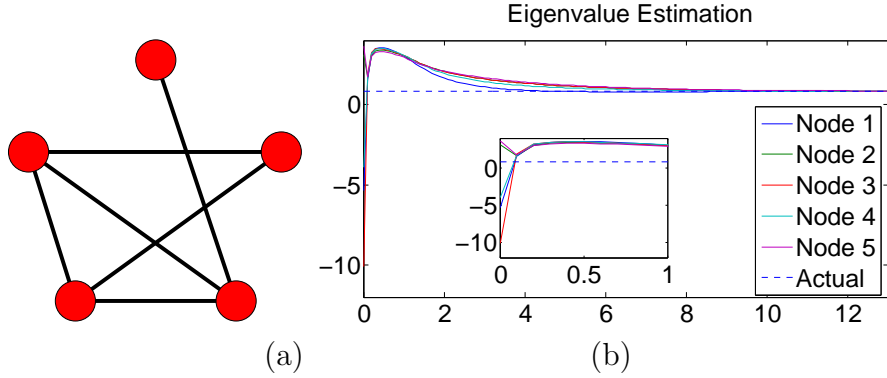 Eigenvalue Estimation
0
−5
−10
0 2 4 6 8 10 12
0
−5
−10
0 0.5 1
Node 1
Node 2
Node 3
Node 4
Node 5
Actual
(a) (b)